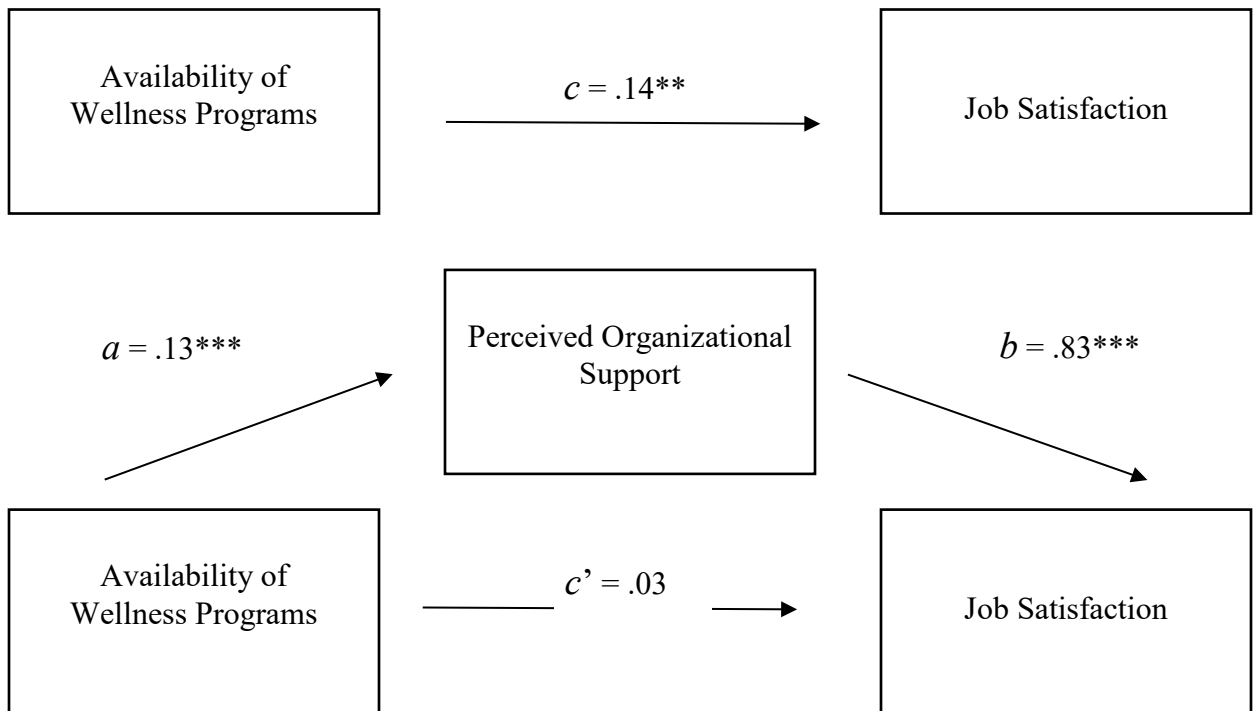 Availability of
Wellness Programs
c = .14**
Job Satisfaction
Perceived Organizational
Support
a = .13***
b = .83***
Availability of
Wellness Programs
c’ = .03
Job Satisfaction